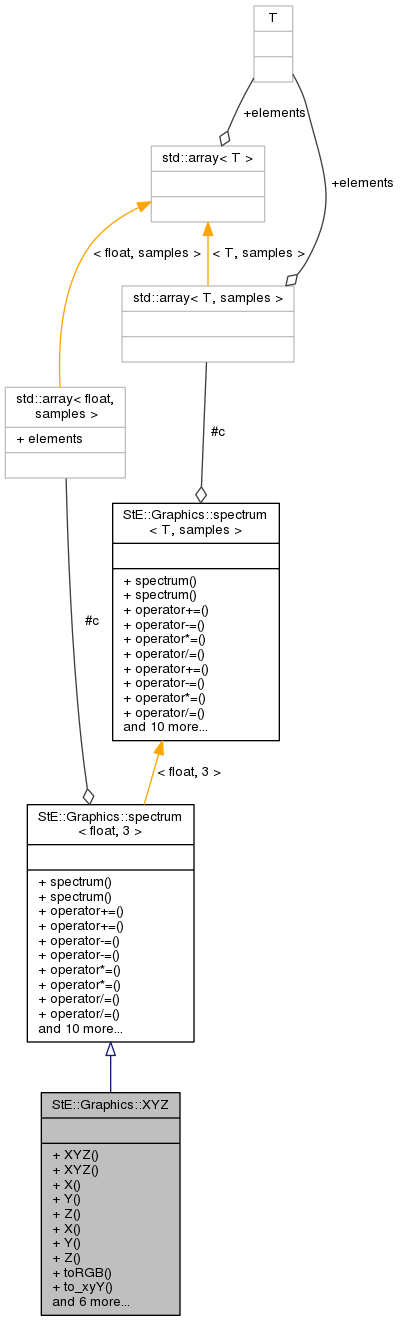 T
+elements
std::array< T >
+elements
< float, samples >
< T, samples >
std::array< T, samples >
std::array< float,
samples >
+ elements
#c
StE::Graphics::spectrum
< T, samples >
+ spectrum()
+ spectrum()
+ operator+=()
+ operator-=()
+ operator*=()
+ operator/=()
+ operator+=()
+ operator-=()
+ operator*=()
+ operator/=()
and 10 more...
#c
< float, 3 >
StE::Graphics::spectrum
< float, 3 >
+ spectrum()
+ spectrum()
+ operator+=()
+ operator+=()
+ operator-=()
+ operator-=()
+ operator*=()
+ operator*=()
+ operator/=()
+ operator/=()
and 10 more...
StE::Graphics::XYZ
+ XYZ()
+ XYZ()
+ X()
+ Y()
+ Z()
+ X()
+ Y()
+ Z()
+ toRGB()
+ to_xyY()
and 6 more...